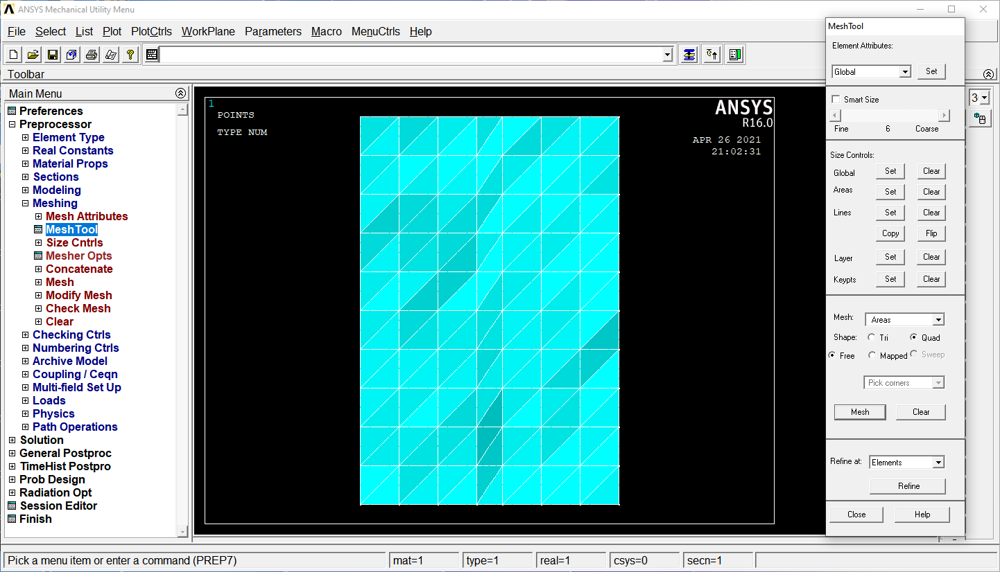 ANSYS Mechanical Utility Menu
File Select List Plot PlotCtrls WorkPlane Parameters Macro MenuCtrls Help
Toolbar
Main Menu
Preferences
Preprocessor
Element Type
Real Constants
Material Props
Sections
Modeling
Meshing
Mesh Attributes
MeshTool
Size Cntrls
Mesher Opts
Concatenate
Mesh
Modify Mesh
Check Mesh
Clear
Checking Ctrls
Numbering Ctrls
Archive Model
Coupling / Ceqn
Multi-field Set Up
Loads
Physics
Path Operations
Solution
General Postproc
TimeHist Postpro
Prob Design
Radiation Opt
Session Editor
Finish
1
POINTS
TYPE NUM
ANSYS
R16.0
APR 26 2021
21:02:31
MeshTool
Element Attributes:
Global Set
Smart Size
Fine 6 Coarse
Size Controls:
Global Set Clear
Areas Set Clear
Lines Set Clear
Copy Flip
Layer Set Clear
Keypts Set Clear
Mesh: Areas
Shape: Tri Quad
Free Mapped Sweep
Pick corners
Mesh Clear
Refine at: Elements
Refine
Close Help
3
Pick a menu item or enter a command (PREP7) mat=1 type=1 real=1 csys=0 secn=1